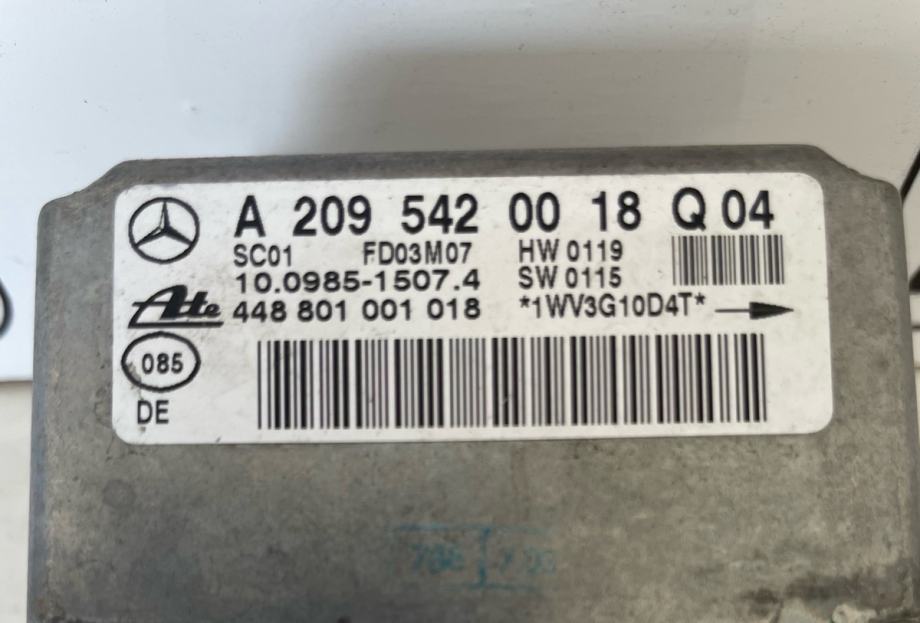 A 209 542 00 18 Q 04
SC01 FD03M07 HW 0119
10.0985-1507.4 SW 0115
Ate 448 801 001 018 *1WV3G10D4T*
085
DE